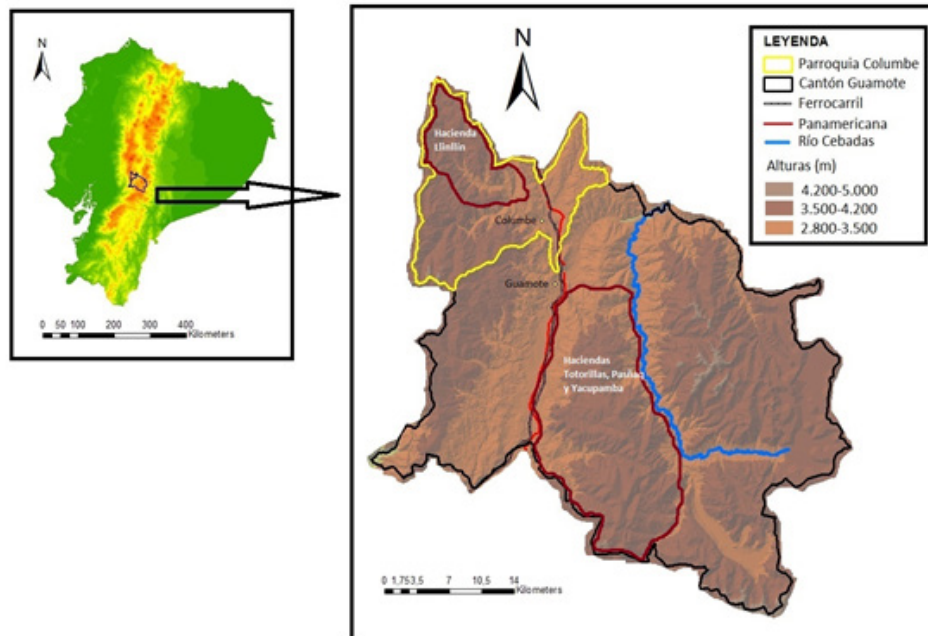 N
0 50 100 200 300 400
Kilometers
N
LEYENDA
Parroquia Columbe
Cantón Guamote
Ferrocarril
Panamericana
Río Cebadas
Alturas (m)
4.200-5.000
3.500-4.200
2.800-3.500
Hacienda
Llinllín
Columbe
Guamote
Haciendas
Totorillas, Paulao
y Yacupamba
0 1,753,5 7 10,5 14
Kilometers